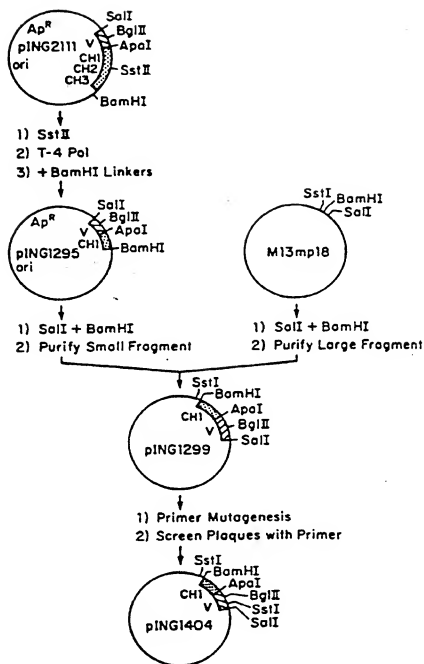 Ap^R
pING2111
ori
V
CH1
CH2
CH3
SalI
BglII
ApaI
SstII
BamHI
1) SstII
2) T-4 Pol
3) +BamHI Linkers
Ap^R
pING1295
ori
V
CH1
SalI
BglII
ApaI
BamHI
SstI
BamHI
SalI
M13mp18
1) SalI + BamHI
2) Purify Small Fragment
1) SalI + BamHI
2) Purify Large Fragment
SstI
BamHI
ApaI
BglII
SalI
CH1
V
pING1299
1) Primer Mutagenesis
2) Screen Plaques with Primer
SstI
BamHI
ApaI
BglII
SstI
SalI
CH1
V
pING1404